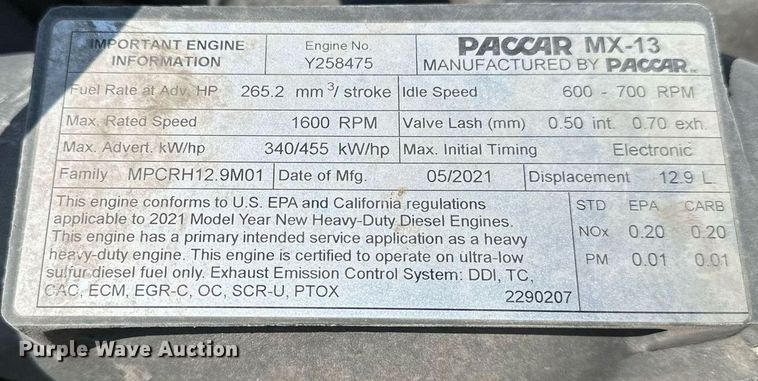 IMPORTANT ENGINE INFORMATION
Engine No. Y258475
PACCAR MX-13
MANUFACTURED BY PACCAR INC
Fuel Rate at Adv. HP 265.2 mm³/ stroke Idle Speed 600 - 700 RPM
Max. Rated Speed 1600 RPM Valve Lash (mm) 0.50 int. 0.70 exh.
Max. Advert. kW/hp 340/455 kW/hp Max. Initial Timing Electronic
Family MPCRH12.9M01 Date of Mfg. 05/2021 Displacement 12.9 L
This engine conforms to U.S. EPA and California regulations
applicable to 2021 Model Year New Heavy-Duty Diesel Engines.
This engine has a primary intended service application as a heavy
heavy-duty engine. This engine is certified to operate on ultra-low
sulfur diesel fuel only. Exhaust Emission Control System: DDI, TC,
CAC, ECM, EGR-C, OC, SCR-U, PTOX
2290207
STD EPA CARB
NOx 0.20 0.20
PM 0.01 0.01
Purple Wave Auction